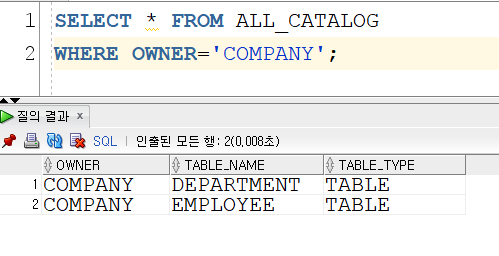 1 SELECT * FROM ALL_CATALOG
2 WHERE OWNER='COMPANY';
질의 결과 x
SQL | 인출된 모든 행: 2(0,008초)
OWNER TABLE_NAME TABLE_TYPE
1 COMPANY DEPARTMENT TABLE
2 COMPANY EMPLOYEE TABLE